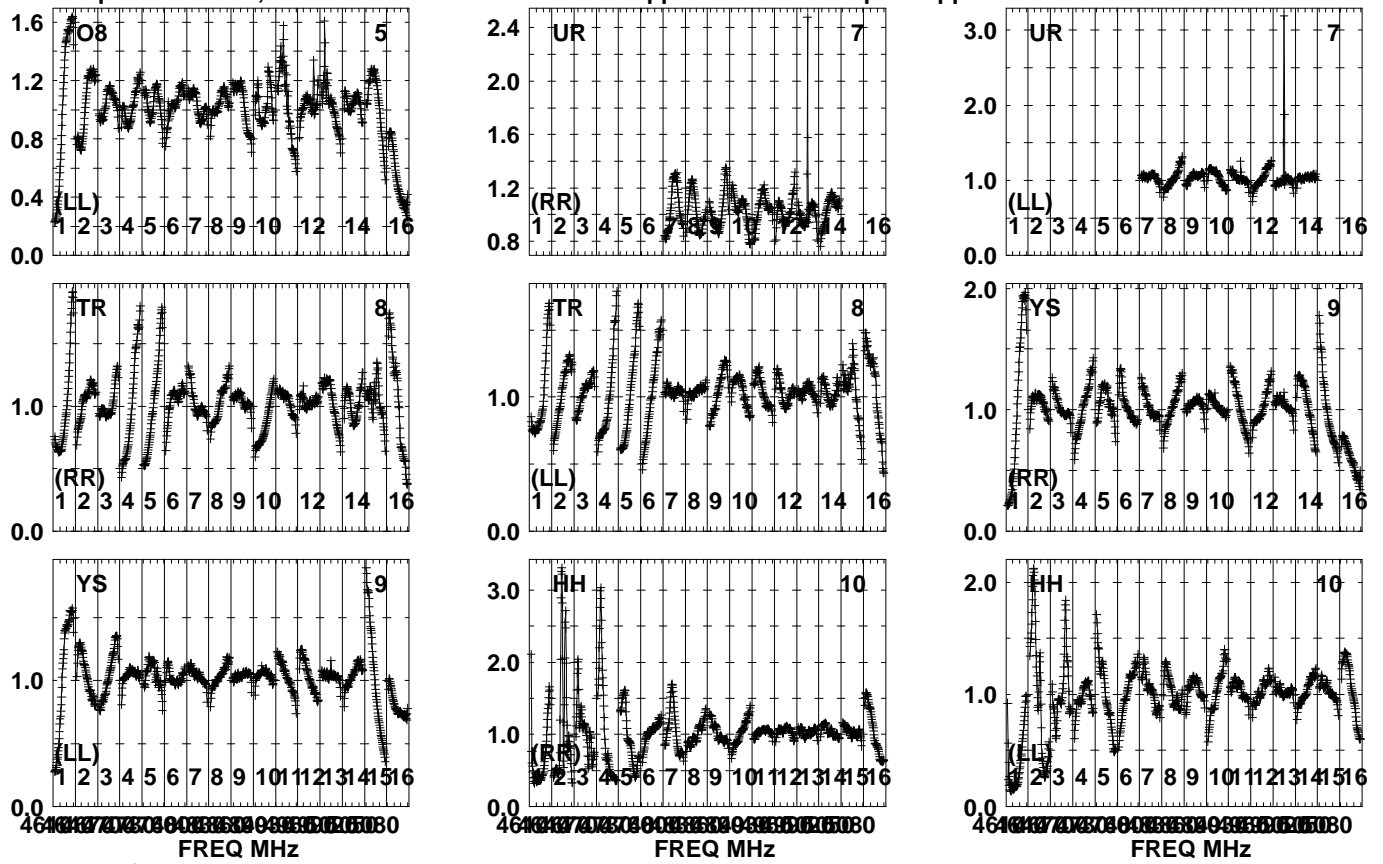 1.6 O8 5
1.2
0.8
0.4 (LL)
1 2 3 4 5 6 7 8 9 10 12 14 16
0.0
2.4 UR 7
2.0
1.6
1.2 (RR)
0.8 1 2 3 4 5 6 7 8 9 10 12 14 16
3.0 UR 7
2.0
1.0
(LL)
1 2 3 4 5 6 7 8 9 10 12 14 16
0.0
TR 8
1.0
(RR)
1 2 3 4 5 6 7 8 9 10 12 14 16
0.0
TR 8
1.0
(LL)
1 2 3 4 5 6 7 8 9 10 12 14 16
0.0
2.0 YS 9
1.0
(RR)
1 2 3 4 5 6 7 8 9 10 12 14 16
0.0
YS 9
1.0
(LL)
1 2 3 4 5 6 7 8 9 10 11 12 13 14 15 16
0.0
FREQ MHz
HH 10
3.0
2.0
1.0
(RR)
2 3 4 5 6 7 8 9 10 11 12 13 14 15 16
0.0
FREQ MHz
2.0 HH 10
1.0
(LL)
2 3 4 5 6 7 8 9 10 11 12 13 14 15 16
0.0
FREQ MHz